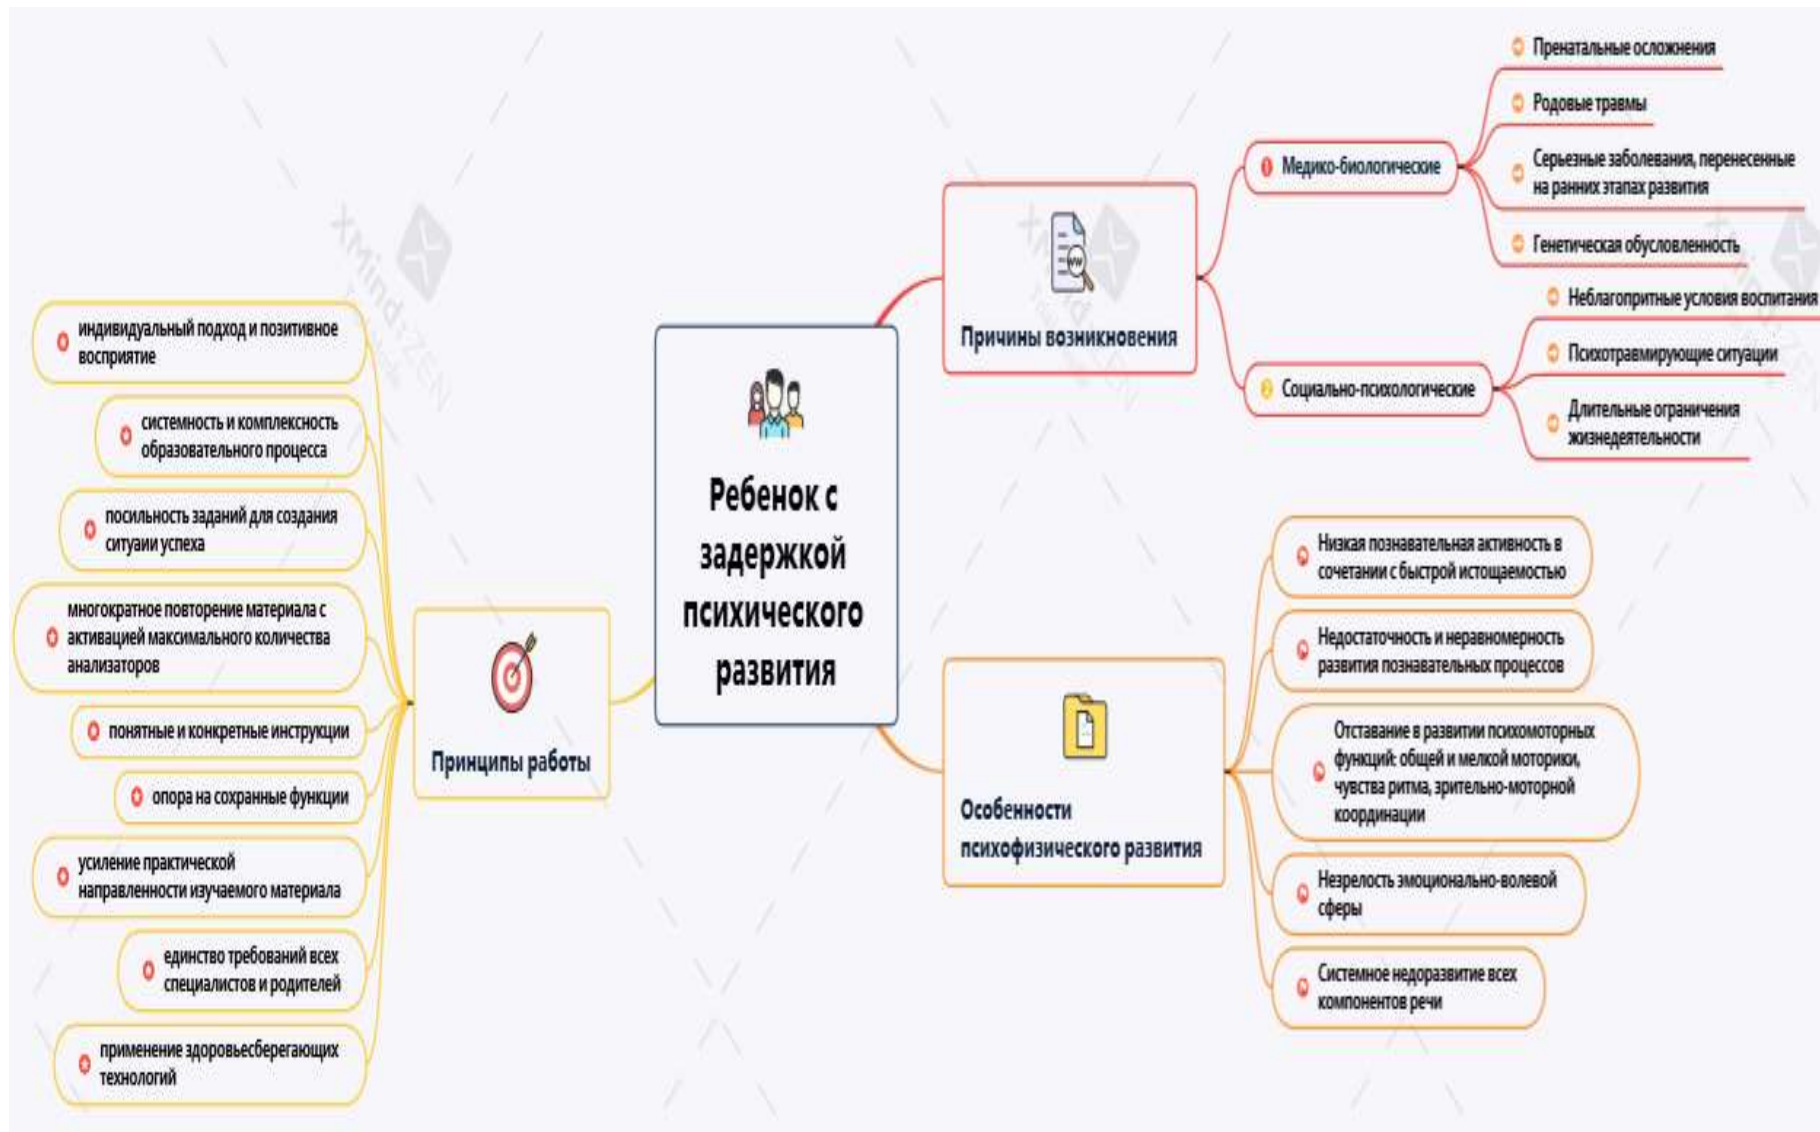 Ребенок с
задержкой
психического
развития
Причины возникновения
Медико-биологические
Пренатальные осложнения
Родовые травмы
Серьезные заболевания, перенесенные
на ранних этапах развития
Генетическая обусловленность
Социально-психологические
Неблагопритные условия воспитания
Психотравмирующие ситуации
Длительные ограничения
жизнедеятельности
Особенности
психофизического развития
Низкая познавательная активность в
сочетании с быстрой истощаемостью
Недостаточность и неравномерность
развития познавательных процессов
Отставание в развитии психомоторных
функций: общей и мелкой моторики,
чувства ритма, зрительно-моторной
координации
Незрелость эмоционально-волевой
сферы
Системное недоразвитие всех
компонентов речи
Принципы работы
индивидуальный подход и позитивное
восприятие
системность и комплексность
образовательного процесса
посильность заданий для создания
ситуаии успеха
многократное повторение материала с
активацией максимального количества
анализаторов
понятные и конкретные инструкции
опора на сохранные функции
усиление практической
направленности изучаемого материала
единство требований всех
специалистов и родителей
применение здоровьесберегающих
технологий
XMind:ZEN
XMind:ZEN